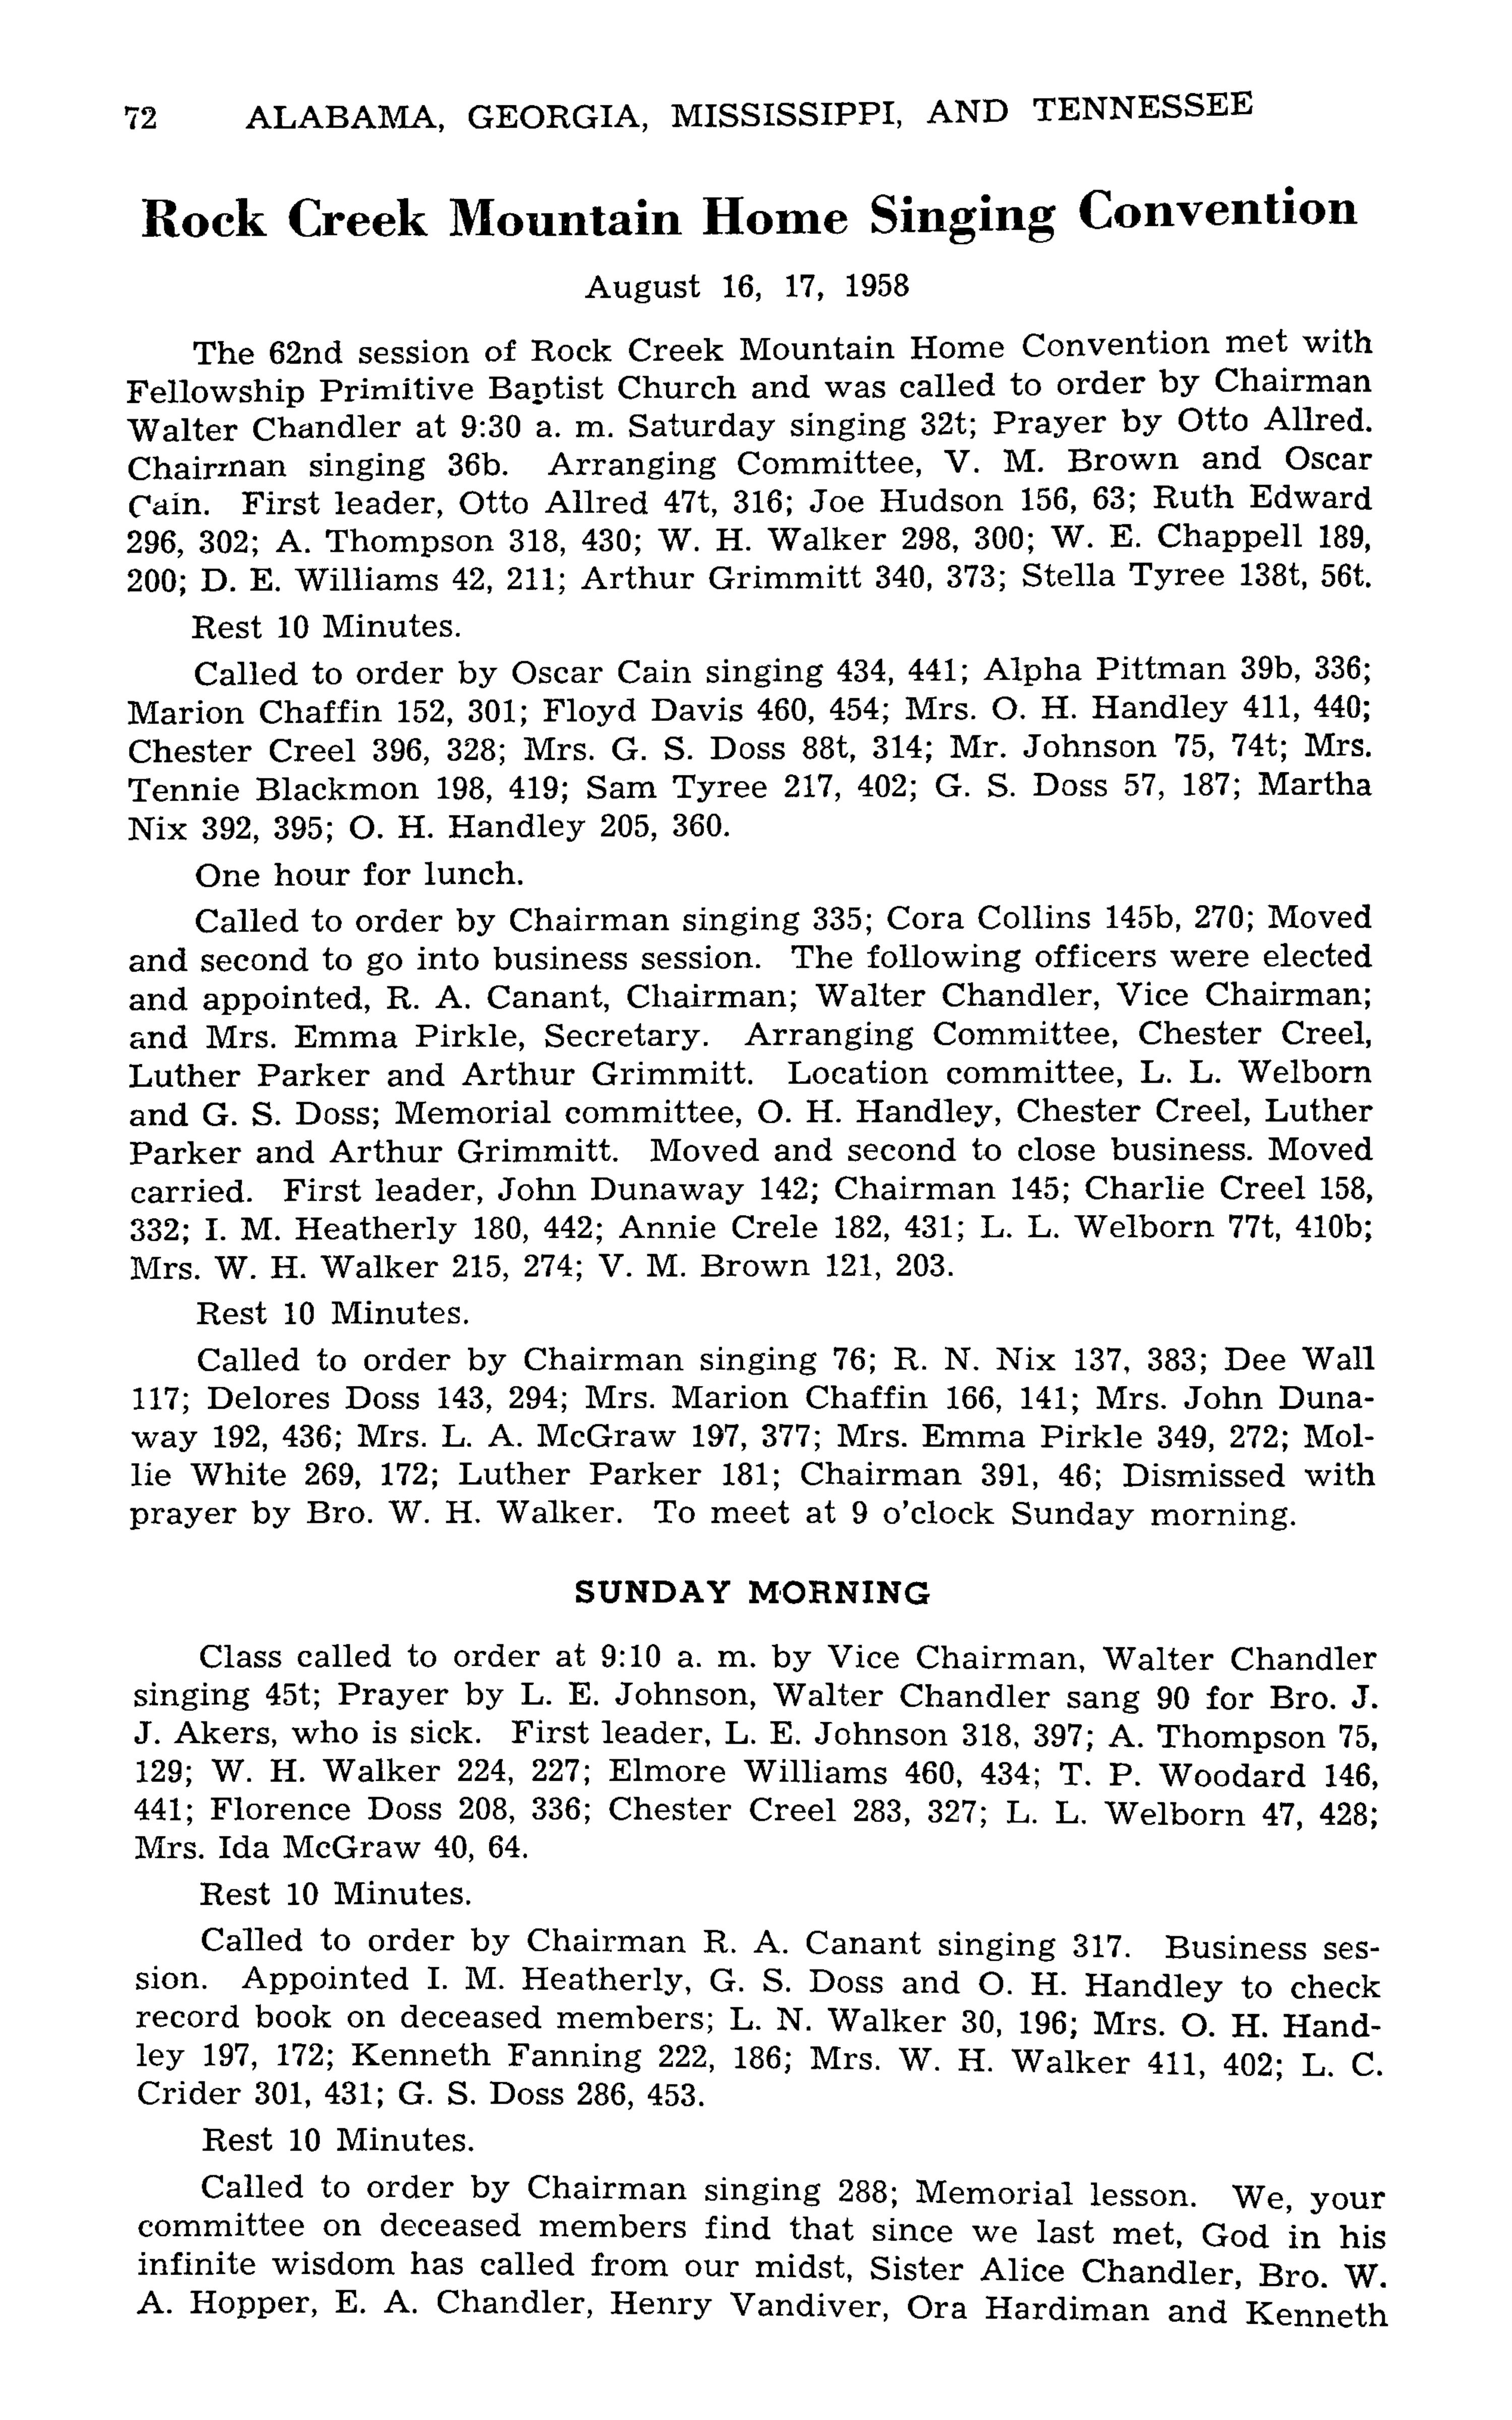 72 ALABAMA, GEORGIA, MISSISSIPPI, AND TENNESSEE
Rock Creek Mountain Home Singing Convention
August 16, 17, 1958
The 62nd session of Rock Creek Mountain Home Convention met with
Fellowship Primitive Baptist Church and was called to order by Chairman
Walter Chandler at 9:30 a. m. Saturday singing 32t; Prayer by Otto Allred.
Chairman singing 36b. Arranging Committee, V. M. Brown and Oscar
Cain. First leader, Otto Allred 47t, 316; Joe Hudson 156, 63; Ruth Edward
296, 302; A. Thompson 318, 430; W. H. Walker 298, 300; W. E. Chappell 189,
200; D. E. Williams 42, 211; Arthur Grimmitt 340, 373; Stella Tyree 138t, 56t.
Rest 10 Minutes.
Called to order by Oscar Cain singing 434, 441; Alpha Pittman 39b, 336;
Marion Chaffin 152, 301; Floyd Davis 460, 454; Mrs. O. H. Handley 411, 440;
Chester Creel 396, 328; Mrs. G. S. Doss 88t, 314; Mr. Johnson 75, 74t; Mrs.
Tennie Blackmon 198, 419; Sam Tyree 217, 402; G. S. Doss 57, 187; Martha
Nix 392, 395; O. H. Handley 205, 360.
One hour for lunch.
Called to order by Chairman singing 335; Cora Collins 145b, 270; Moved
and second to go into business session. The following officers were elected
and appointed, R. A. Canant, Chairman; Walter Chandler, Vice Chairman;
and Mrs. Emma Pirkle, Secretary. Arranging Committee, Chester Creel,
Luther Parker and Arthur Grimmitt. Location committee, L. L. Welborn
and G. S. Doss; Memorial committee, O. H. Handley, Chester Creel, Luther
Parker and Arthur Grimmitt. Moved and second to close business. Moved
carried. First leader, John Dunaway 142; Chairman 145; Charlie Creel 158,
332; I. M. Heatherly 180, 442; Annie Crele 182, 431; L. L. Welborn 77t, 410b;
Mrs. W. H. Walker 215, 274; V. M. Brown 121, 203.
Rest 10 Minutes.
Called to order by Chairman singing 76; R. N. Nix 137, 383; Dee Wall
117; Delores Doss 143, 294; Mrs. Marion Chaffin 166, 141; Mrs. John Duna-
way 192, 436; Mrs. L. A. McGraw 197, 377; Mrs. Emma Pirkle 349, 272; Mol-
lie White 269, 172; Luther Parker 181; Chairman 391, 46; Dismissed with
prayer by Bro. W. H. Walker. To meet at 9 o'clock Sunday morning.
SUNDAY MORNING
Class called to order at 9:10 a. m. by Vice Chairman, Walter Chandler
singing 45t; Prayer by L. E. Johnson, Walter Chandler sang 90 for Bro. J.
J. Akers, who is sick. First leader, L. E. Johnson 318, 397; A. Thompson 75,
129; W. H. Walker 224, 227; Elmore Williams 460, 434; T. P. Woodard 146,
441; Florence Doss 208, 336; Chester Creel 283, 327; L. L. Welborn 47, 428;
Mrs. Ida McGraw 40, 64.
Rest 10 Minutes.
Called to order by Chairman R. A. Canant singing 317. Business ses-
sion. Appointed I. M. Heatherly, G. S. Doss and O. H. Handley to check
record book on deceased members; L. N. Walker 30, 196; Mrs. O. H. Hand-
ley 197, 172; Kenneth Fanning 222, 186; Mrs. W. H. Walker 411, 402; L. C.
Crider 301, 431; G. S. Doss 286, 453.
Rest 10 Minutes.
Called to order by Chairman singing 288; Memorial lesson. We, your
committee on deceased members find that since we last met, God in his
infinite wisdom has called from our midst, Sister Alice Chandler, Bro. W.
A. Hopper, E. A. Chandler, Henry Vandiver, Ora Hardiman and Kenneth